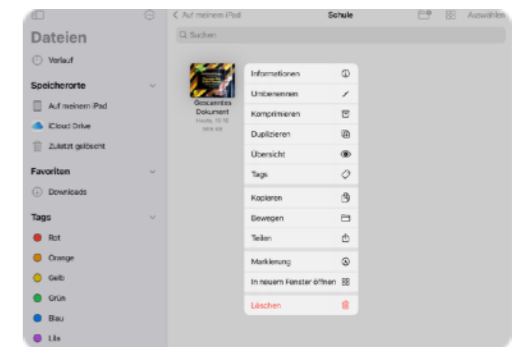 Dateien
Verlauf
Speicherorte
Auf meinem iPad
iCloud Drive
Zuletzt gelöscht
Favoriten
Downloads
Tags
Rot
Orange
Gelb
Grün
Blau
Lila
Auf meinem iPad
Schule
Auswählen
Suchen
Gescanntes
Dokument
Informationen
Umbenennen
Komprimieren
Duplizieren
Übersicht
Tags
Kopieren
Bewegen
Teilen
Markierung
In neuem Fenster öffnen
Löschen